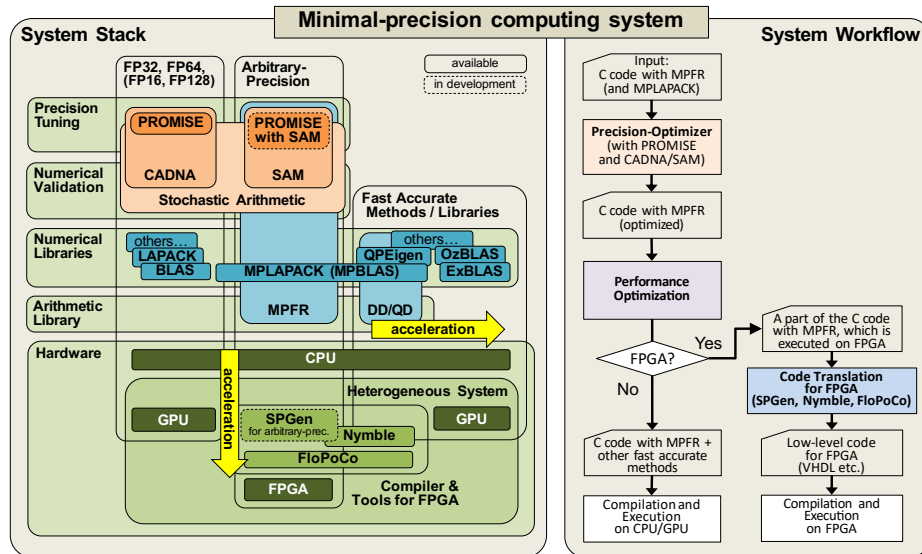 Minimal-precision computing system
System Stack
FP32, FP64,
(FP16, FP128)
Arbitrary-
Precision
available
in development
Precision
Tuning
PROMISE
PROMISE
with SAM
CADNA
SAM
Numerical
Validation
Stochastic Arithmetic
Fast Accurate
Methods / Libraries
Numerical
Libraries
others…
LAPACK
BLAS
MPLAPACK (MPBLAS)
others…
QPEigen
OzBLAS
ExBLAS
Arithmetic
Library
MPFR
DD/QD
acceleration
Hardware
CPU
acceleration
Heterogeneous System
GPU
SPGen
for arbitrary-prec.
Nymble
GPU
FloPoCo
FPGA
Compiler &
Tools for FPGA
System Workflow
Input:
C code with MPFR
(and MPLAPACK)
Precision-Optimizer
(with PROMISE
and CADNA/SAM)
C code with MPFR
(optimized)
Performance
Optimization
FPGA?
Yes
No
A part of the C code
with MPFR, which is
executed on FPGA
Code Translation
for FPGA
(SPGen, Nymble, FloPoCo)
C code with MPFR +
other fast accurate
methods
Low-level code
for FPGA
(VHDL etc.)
Compilation and
Execution
on CPU/GPU
Compilation and
Execution
on FPGA